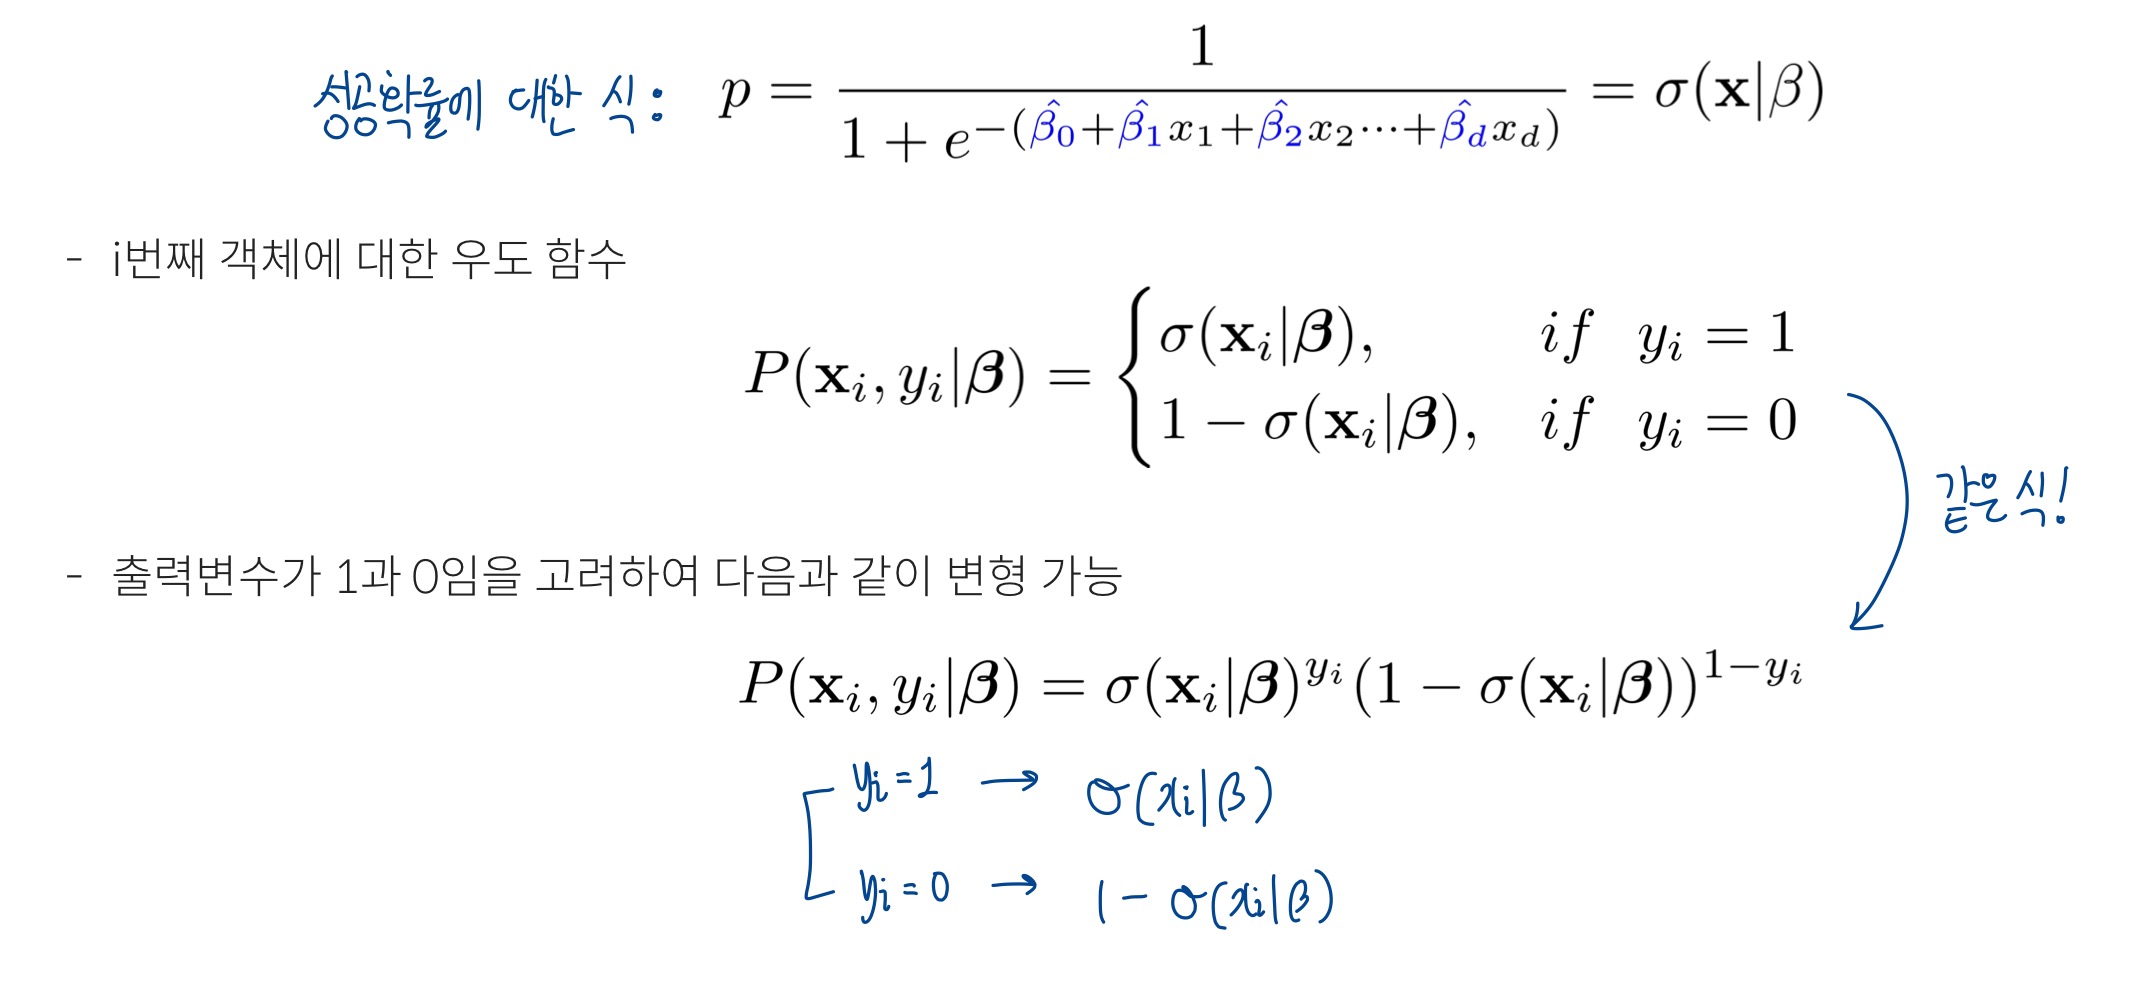 성공확률에 대한 식 : p = 1 / (1 + e^{-(β̂₀+β̂₁x₁+β̂₂x₂⋯+β̂_d x_d)}) = σ(𝐱|β)
- i번째 객체에 대한 우도 함수
P(𝐱ᵢ, yᵢ|𝜷) = { σ(𝐱ᵢ|𝜷), if yᵢ = 1
1 − σ(𝐱ᵢ|𝜷), if yᵢ = 0
같은 식!
- 출력변수가 1과 0임을 고려하여 다음과 같이 변형 가능
P(𝐱ᵢ, yᵢ|𝜷) = σ(𝐱ᵢ|𝜷)^{yᵢ}(1 − σ(𝐱ᵢ|𝜷))^{1−yᵢ}
yᵢ = 1 → σ(xᵢ|β)
yᵢ = 0 → 1 − σ(xᵢ|β)